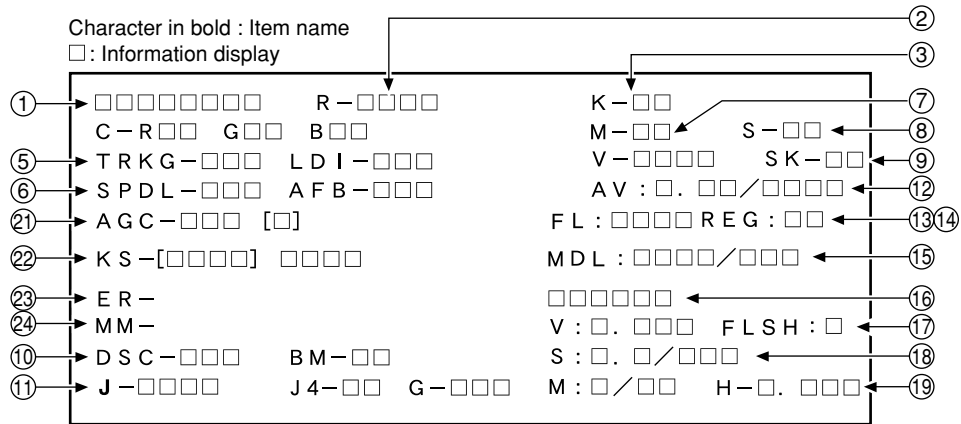 Character in bold : Item name
□ : Information display
②
③
① □□□□□□□□ R－□□□□ K－□□
C－R□□ G□□ B□□ M－□□ ⑦ S－□□ ⑧
⑤ TRKG－□□□ LDI－□□□ V－□□□□ SK－□□ ⑨
⑥ SPDL－□□□ AFB－□□□ AV：□．□□／□□□□ ⑫
㉑ AGC－□□□ [□] FL：□□□□ REG：□□ ⑬⑭
㉒ KS－[□□□□] □□□□ MDL：□□□□／□□□ ⑮
㉓ ER－ □□□□□□ ⑯
㉔ MM－ V：□．□□□ FLSH：□ ⑰
⑩ DSC－□□□ BM－□□ S：□．□／□□□ ⑱
⑪ J－□□□□ J4－□□ G－□□□ M：□／□□ H－□．□□□ ⑲